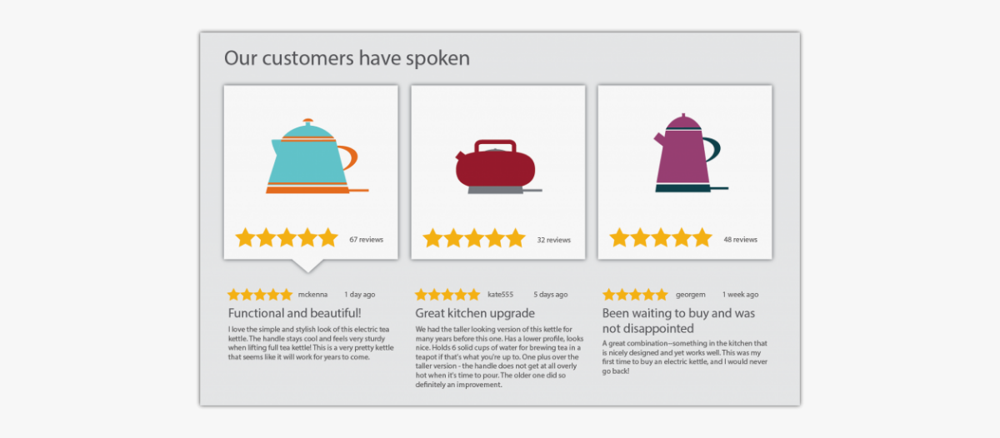 Our customers have spoken
67 reviews
32 reviews
48 reviews
mckenna 1 day ago
Functional and beautiful!
I love the simple and stylish look of this electric tea
kettle. The handle stays cool and feels very sturdy
when lifting full tea kettle! This is a very pretty kettle
that seems like it will work for years to come.
kate555 5 days ago
Great kitchen upgrade
We had the taller looking version of this kettle for
many years before this one. Has a lower profile, looks
nice. Holds 6 solid cups of water for brewing tea in a
teapot if that's what you're up to. One plus over the
taller version - the handle does not get at all overly
hot when it's time to pour. The older one did so
definitely an improvement.
georgem 1 week ago
Been waiting to buy and was
not disappointed
A great combination--something in the kitchen that
is nicely designed and yet works well. This was my
first time to buy an electric kettle, and I would never
go back!